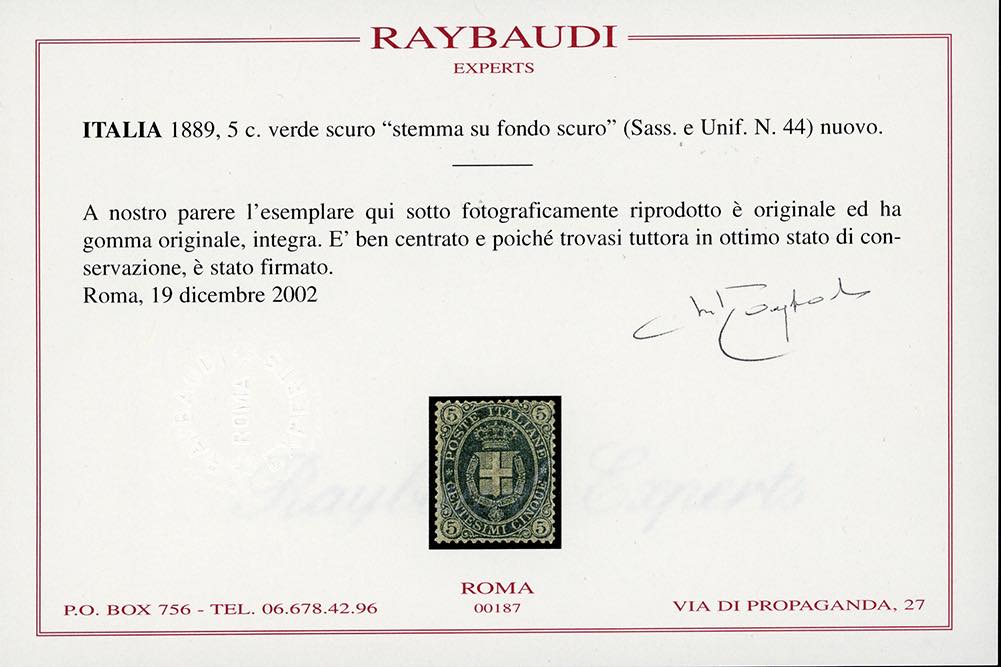 RAYBAUDI
EXPERTS
ITALIA 1889, 5 c. verde scuro “stemma su fondo scuro” (Sass. e Unif. N. 44) nuovo.
A nostro parere l’esemplare qui sotto fotograficamente riprodotto è originale ed ha
gomma originale, integra. E’ ben centrato e poiché trovasi tuttora in ottimo stato di con-
servazione, è stato firmato.
Roma, 19 dicembre 2002
ROMA
5 5
POSTE ITALIANE
CENTESIMI CINQUE
5 5
Experts
ROMA
00187
P.O. BOX 756 - TEL. 06.678.42.96
VIA DI PROPAGANDA, 27